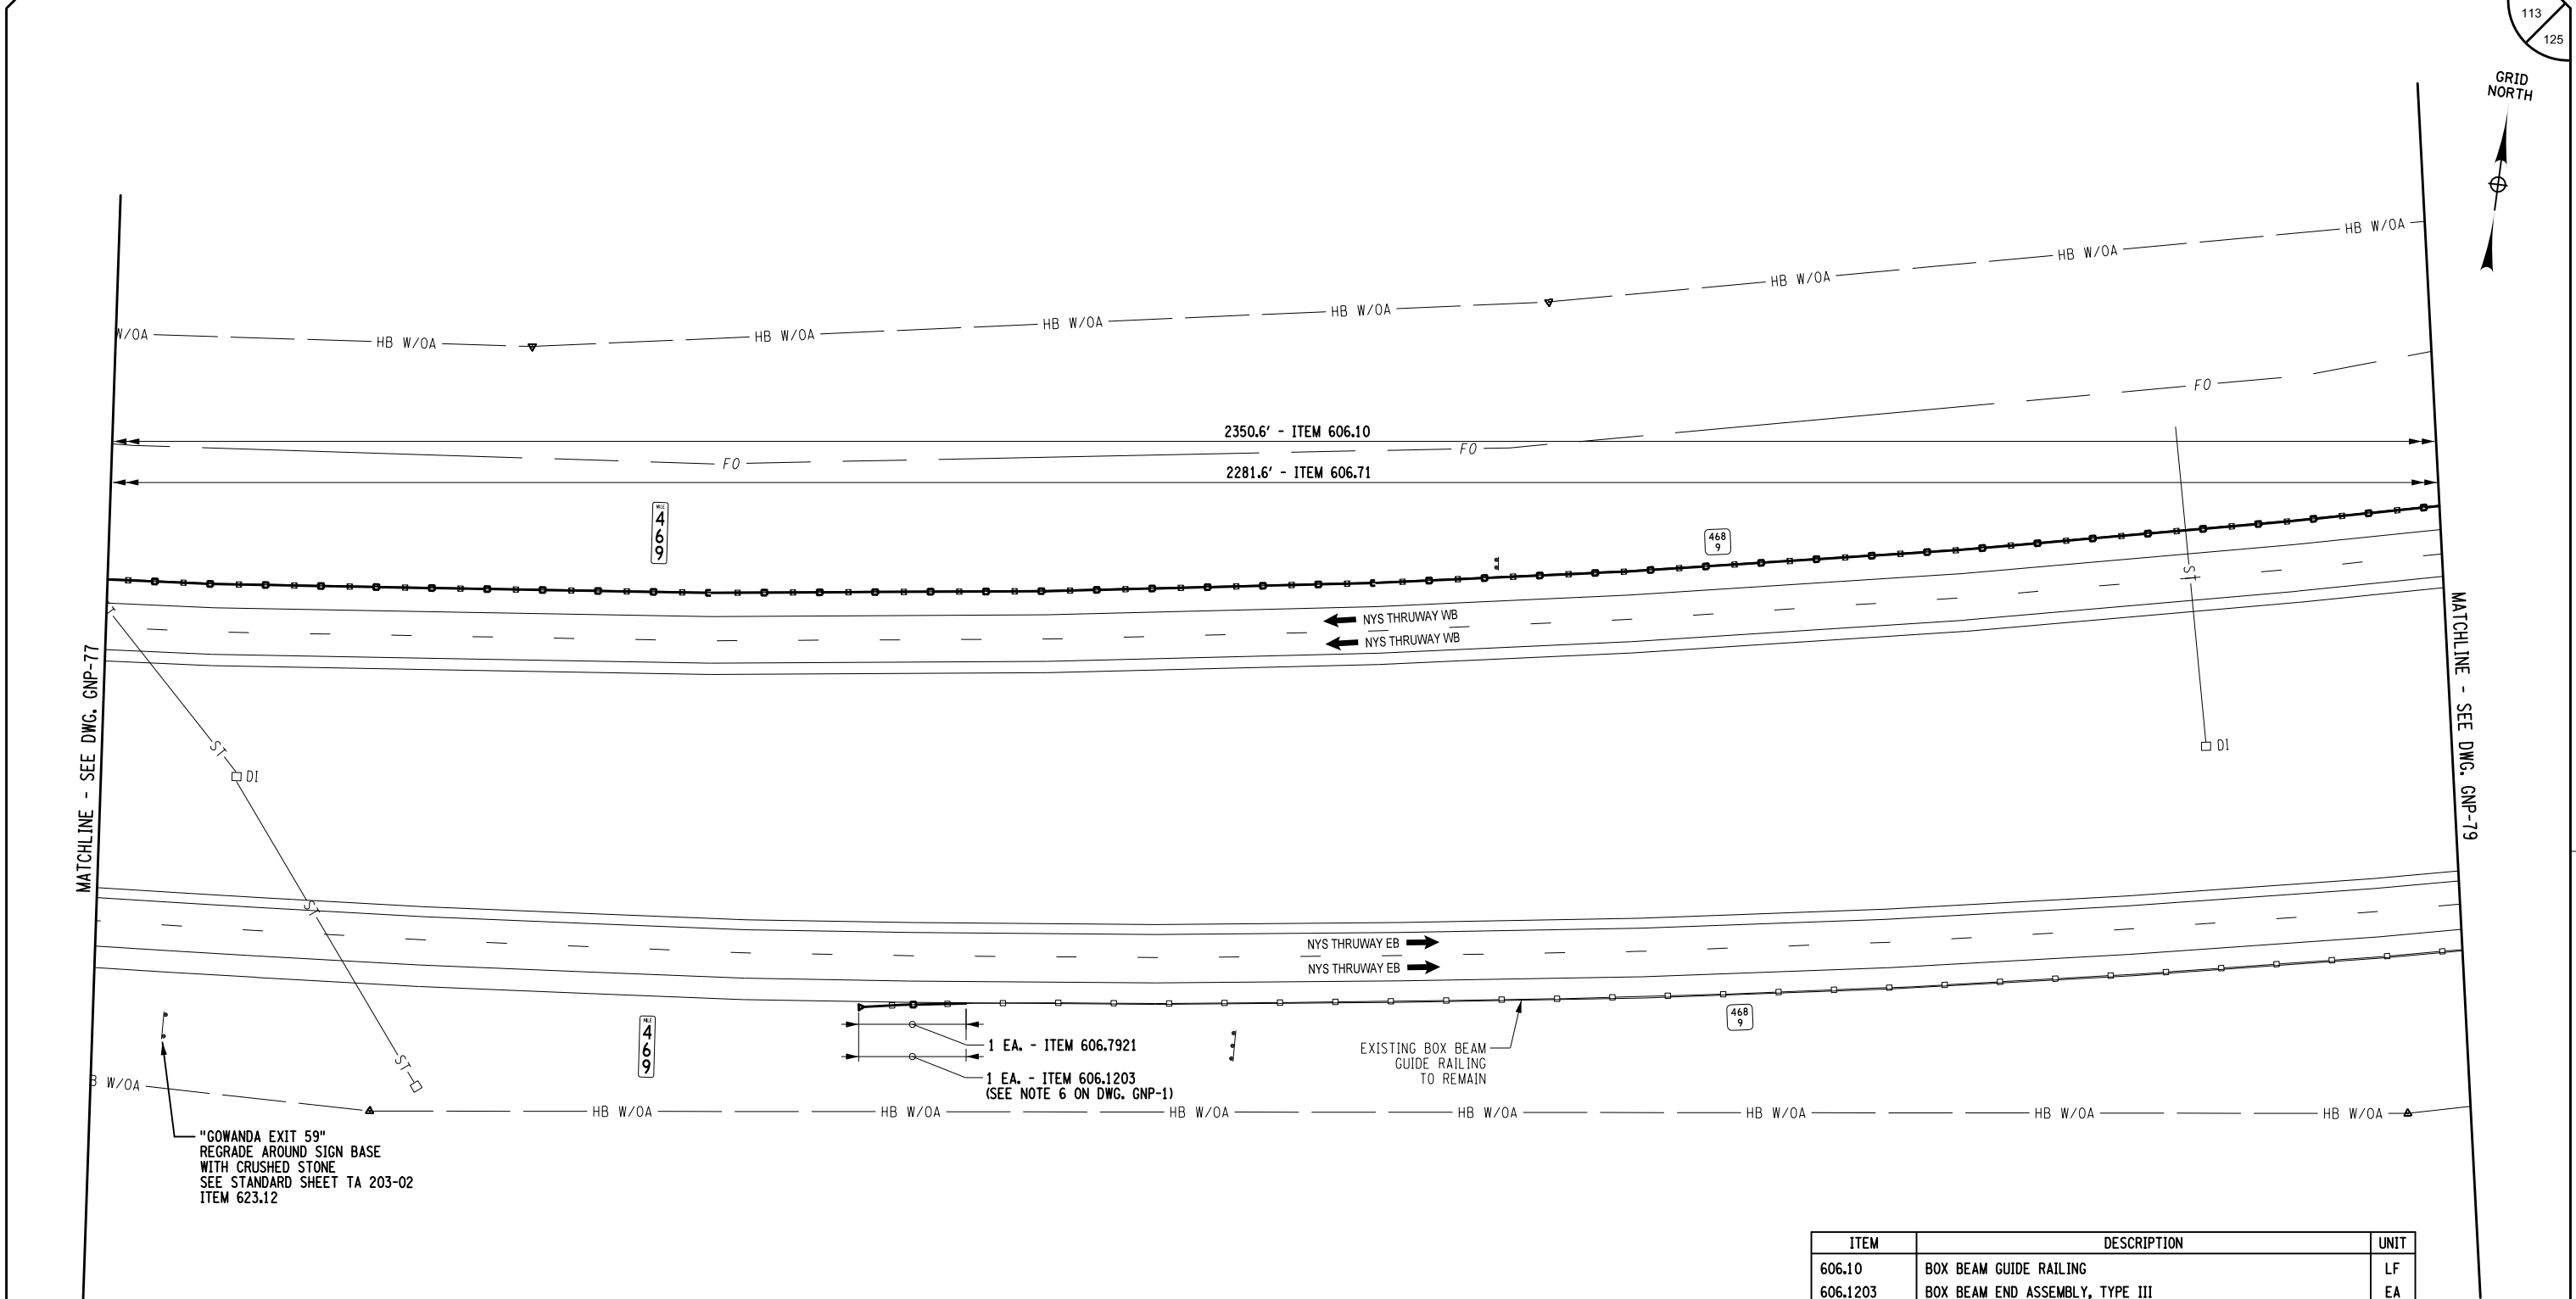 113
125
GRID
NORTH
HB W/OA
HB W/OA
HB W/OA
HB W/OA
HB W/OA
HB W/OA
HB W/OA
W/OA
HB W/OA
FO
2350.6' - ITEM 606.10
FO
FO
2281.6' - ITEM 606.71
MILE
4
6
9
468
9
ST
NYS THRUWAY WB
NYS THRUWAY WB
MATCHLINE - SEE DWG. GNP-77
MATCHLINE - SEE DWG. GNP-79
ST
DI
DI
ST
NYS THRUWAY EB
NYS THRUWAY EB
MILE
4
6
9
468
9
ST
1 EA. - ITEM 606.7921
1 EA. - ITEM 606.1203
(SEE NOTE 6 ON DWG. GNP-1)
EXISTING BOX BEAM
GUIDE RAILING
TO REMAIN
B W/OA
HB W/OA
HB W/OA
HB W/OA
HB W/OA
HB W/OA
HB W/OA
HB W/OA
"GOWANDA EXIT 59"
REGRADE AROUND SIGN BASE
WITH CRUSHED STONE
SEE STANDARD SHEET TA 203-02
ITEM 623.12
ITEM DESCRIPTION UNIT
606.10 BOX BEAM GUIDE RAILING LF
606.1203 BOX BEAM END ASSEMBLY, TYPE III EA